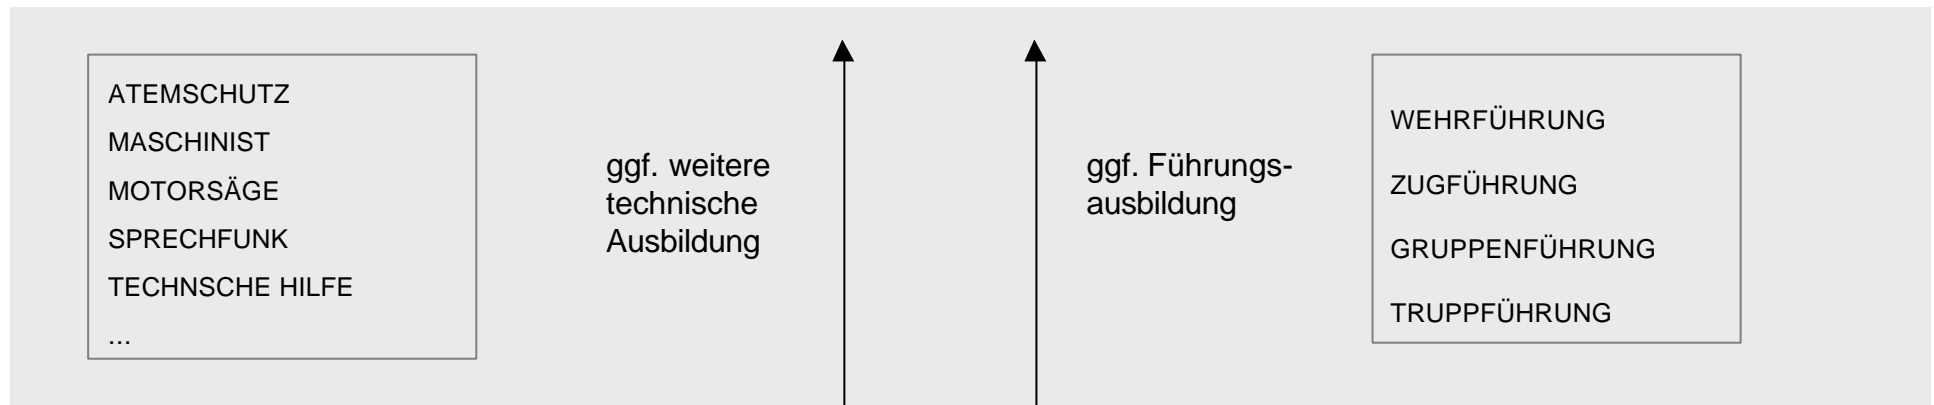 ATEMSCHUTZ
MASCHINIST
MOTORSÄGE
SPRECHFUNK
TECHNSCHE HILFE
...
ggf. weitere
technische
Ausbildung
ggf. Führungs-
ausbildung
WEHRFÜHRUNG
ZUGFÜHRUNG
GRUPPENFÜHRUNG
TRUPPFÜHRUNG